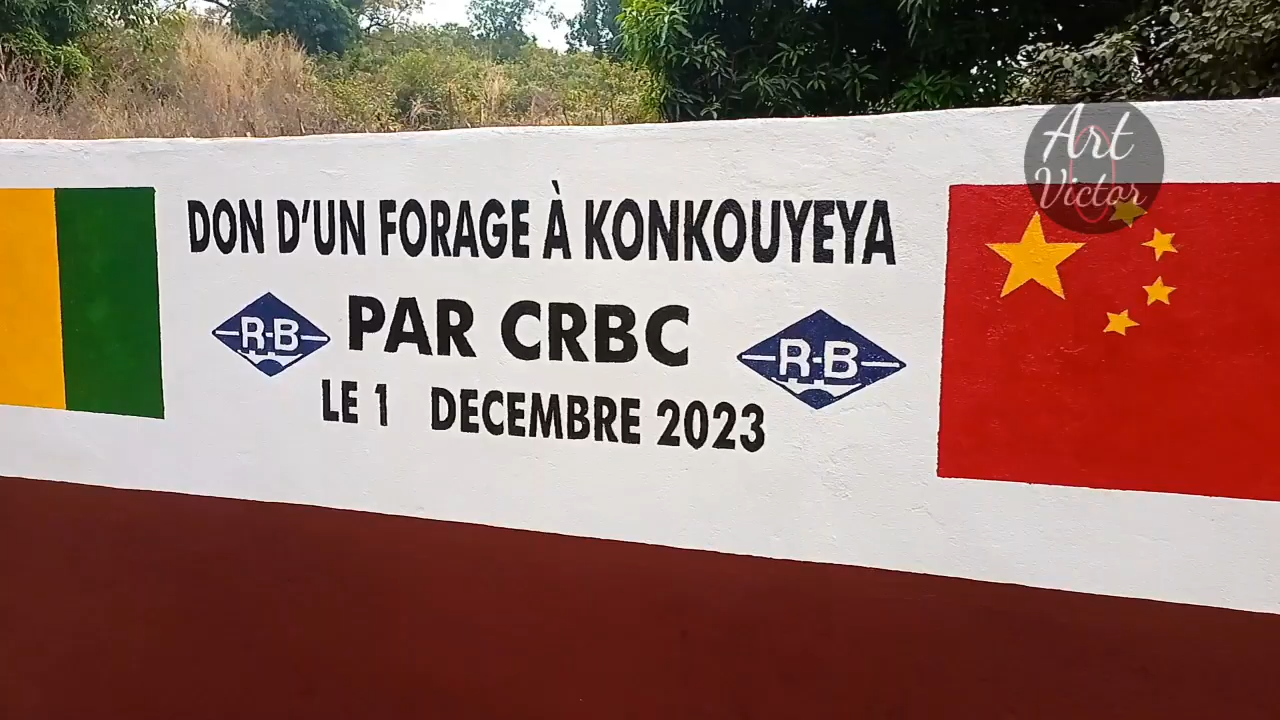 Art
Victor
DON D'UN FORAGE À KONKOUYEYA
R-B PAR CRBC R-B
LE 1 DECEMBRE 2023